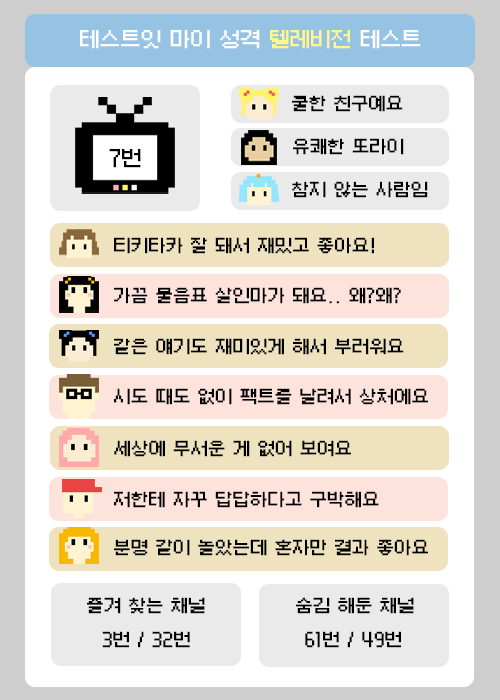 테스트잇 마이 성격 텔레비전 테스트
7번
쿨한 친구예요
유쾌한 또라이
참지 않는 사람임
티키타카 잘 돼서 재밌고 좋아요!
가끔 물음표 살인마가 돼요.. 왜?왜?
같은 얘기도 재미있게 해서 부러워요
시도 때도 없이 팩트를 날려서 상처에요
세상에 무서운 게 없어 보여요
저한테 자꾸 답답하다고 구박해요
분명 같이 놀았는데 혼자만 결과 좋아요
즐겨 찾는 채널
3번 / 32번
숨김 해둔 채널
61번 / 49번